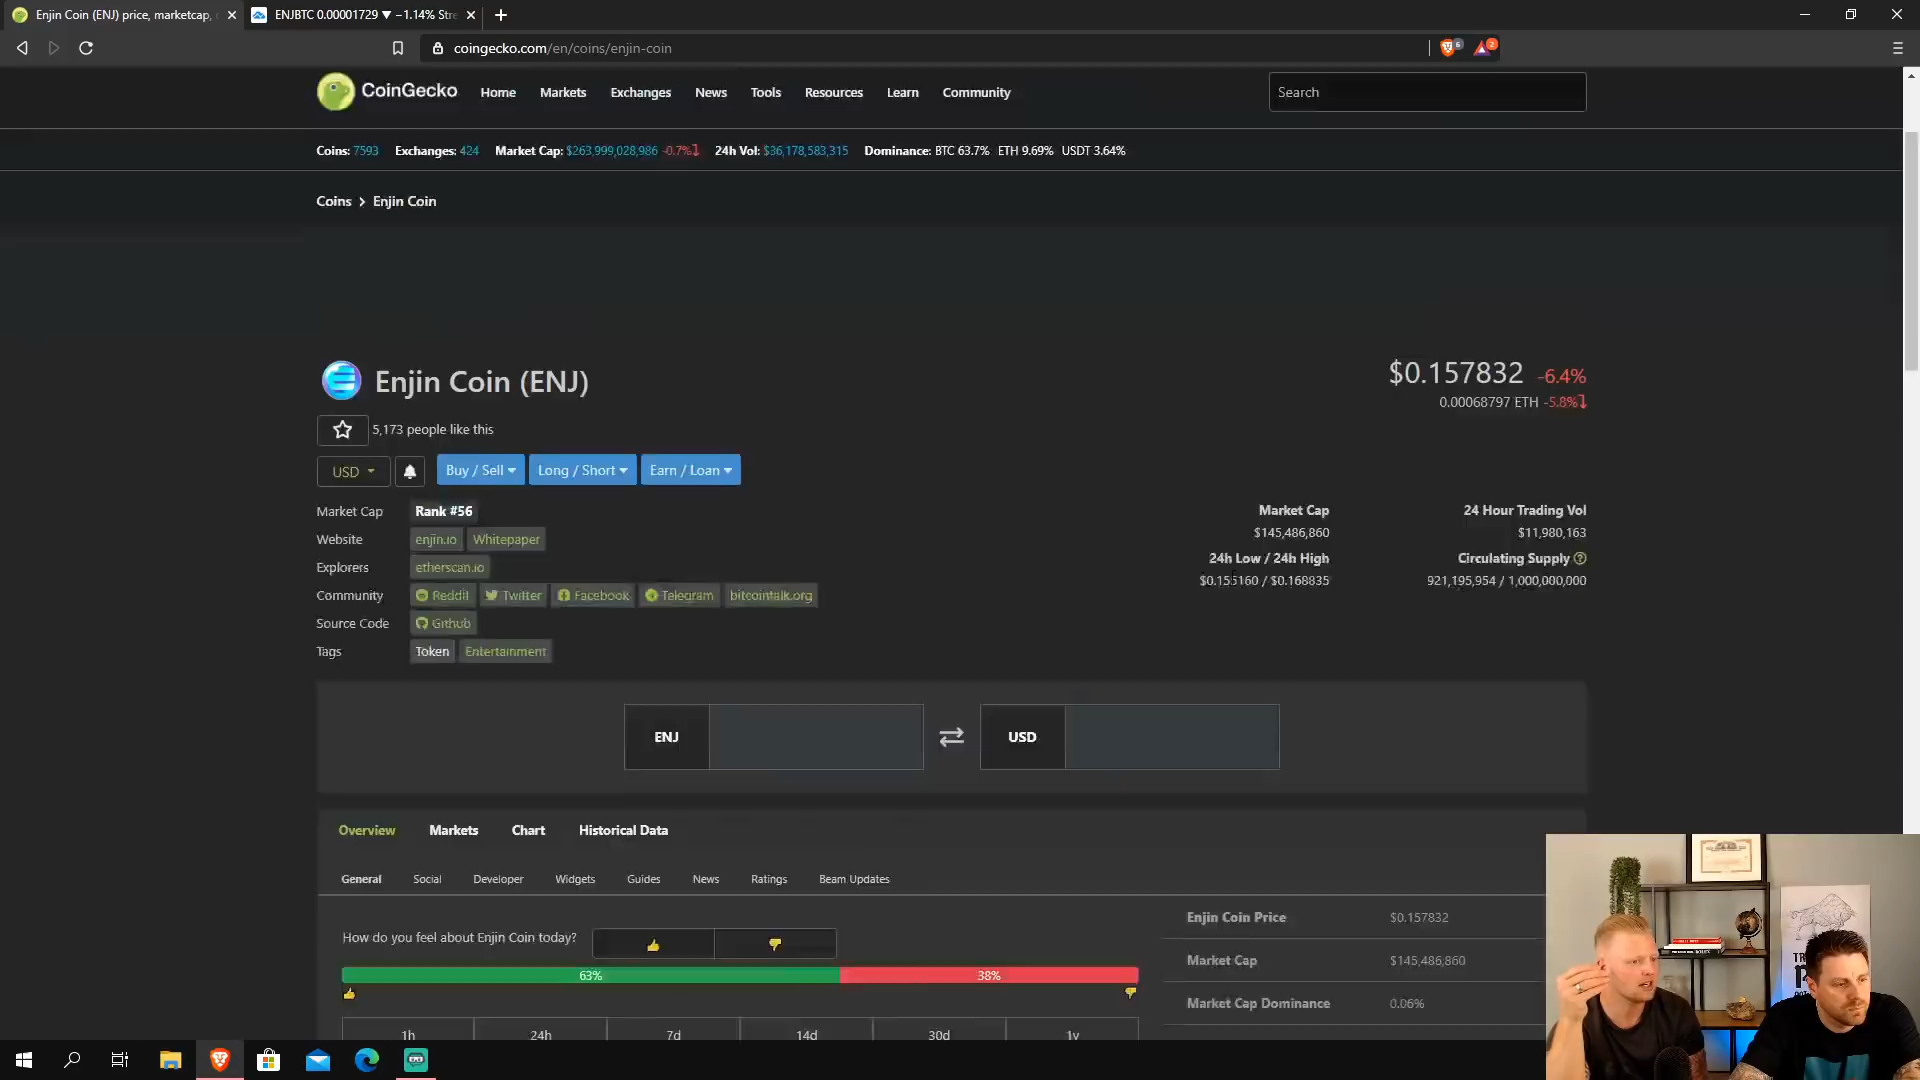 Enjin Coin (ENJ) price, marketcap,
ENJBTC 0.00001729 ▼ −1.14% Stre
coingecko.com/en/coins/enjin-coin
6
2
CoinGecko
Home
Markets
Exchanges
News
Tools
Resources
Learn
Community
Search
Coins: 7593
Exchanges: 424
Market Cap: $263,999,028,986 -0.7%
24h Vol: $36,178,583,315
Dominance: BTC 63.7% ETH 9.69% USDT 3.64%
Coins > Enjin Coin
Enjin Coin (ENJ)
$0.157832 -6.4%
0.00068797 ETH -5.8%
5,173 people like this
USD
Buy / Sell
Long / Short
Earn / Loan
Market Cap
Rank #56
Website
enjin.io
Whitepaper
Explorers
etherscan.io
Community
Reddit
Twitter
Facebook
Telegram
bitcointalk.org
Source Code
Github
Tags
Token
Entertainment
Market Cap
$145,486,860
24 Hour Trading Vol
$11,980,163
24h Low / 24h High
$0.155160 / $0.168835
Circulating Supply
921,195,954 / 1,000,000,000
ENJ
USD
Overview
Markets
Chart
Historical Data
General
Social
Developer
Widgets
Guides
News
Ratings
Beam Updates
How do you feel about Enjin Coin today?
63%
38%
1h
24h
7d
14d
30d
1y
Enjin Coin Price
$0.157832
Market Cap
$145,486,860
Market Cap Dominance
0.06%